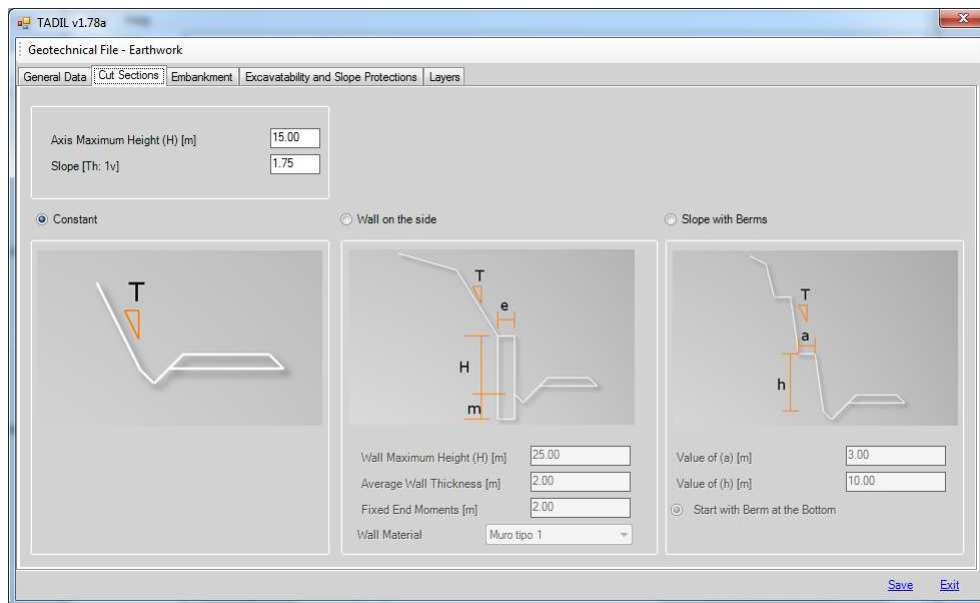 TADIL v1.78a
Geotechnical File - Earthwork
General Data Cut Sections Embankment Excavatability and Slope Protections Layers
Axis Maximum Height (H) [m] 15.00
Slope [Th: 1v] 1.75
Constant Wall on the side Slope with Berms
T
T
e
H
m
T
a
h
Wall Maximum Height (H) [m] 25.00
Average Wall Thickness [m] 2.00
Fixed End Moments [m] 2.00
Wall Material Muro tipo 1
Value of (a) [m] 3.00
Value of (h) [m] 10.00
Start with Berm at the Bottom
Save Exit